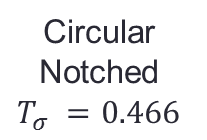 Circular
Notched
T_σ = 0.466